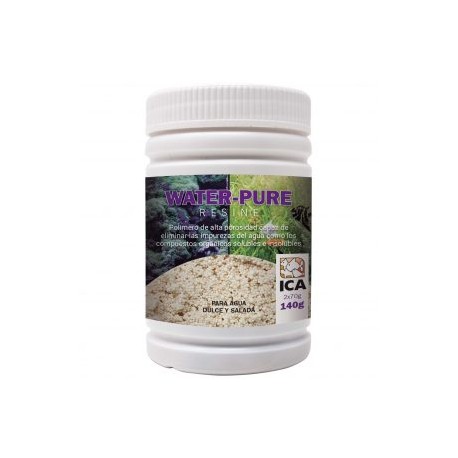 WATER-PURE
RESINE
Polímero de alta porosidad capaz de
eliminar las impurezas del agua como los
compuestos orgánicos solubles e insolubles
ICA
2x70g
140g
PARA AGUA
DULCE Y SALADA